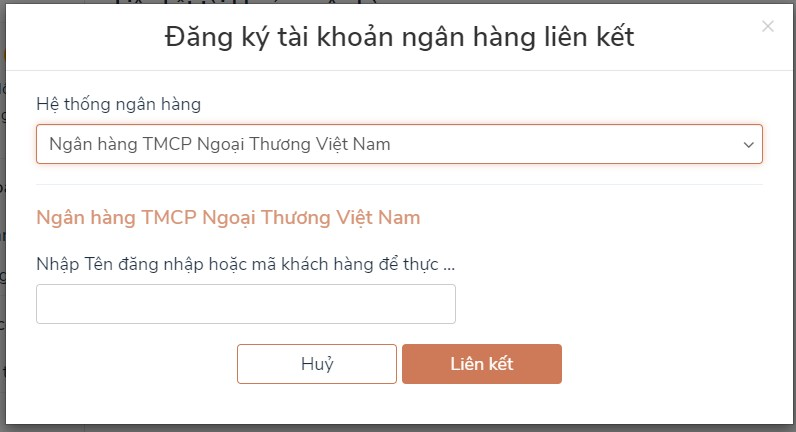 Đăng ký tài khoản ngân hàng liên kết
Hệ thống ngân hàng
Ngân hàng TMCP Ngoại Thương Việt Nam
Ngân hàng TMCP Ngoại Thương Việt Nam
Nhập Tên đăng nhập hoặc mã khách hàng để thực ...
Huỷ
Liên kết